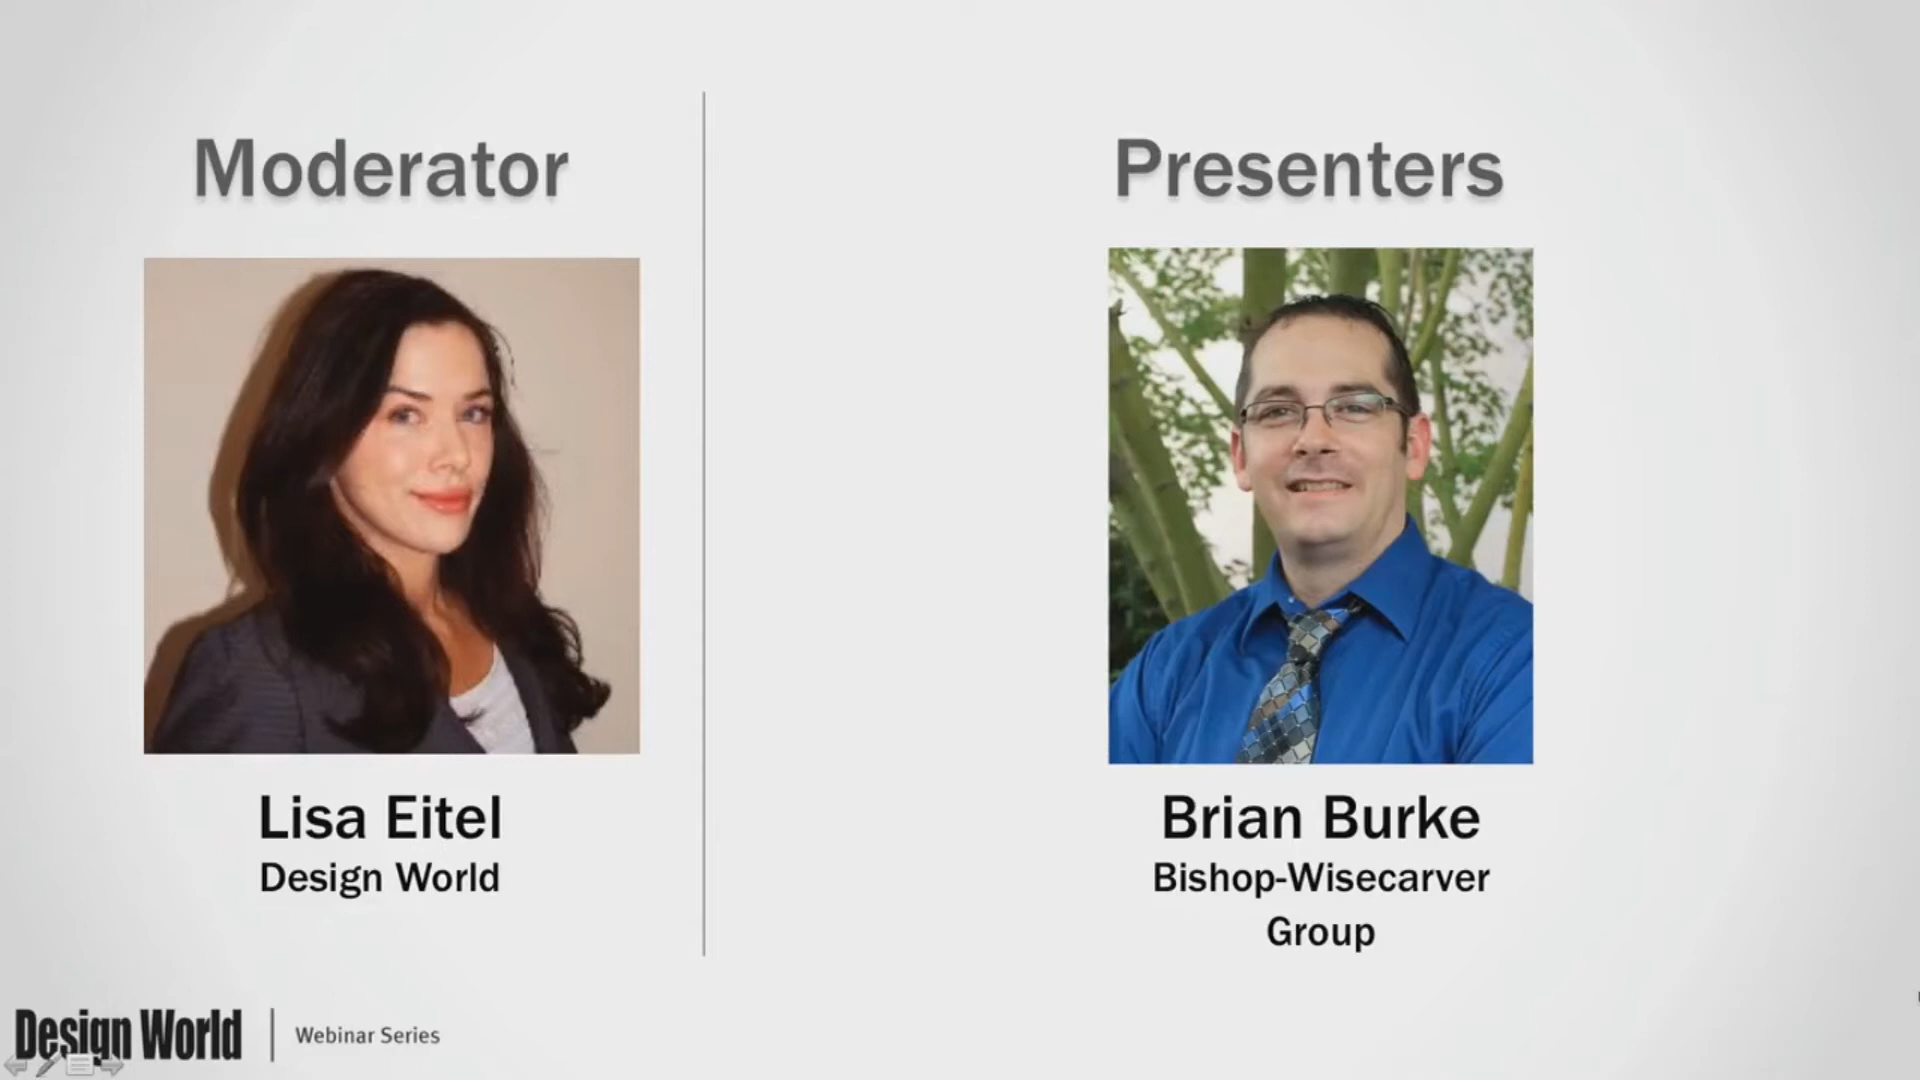 Moderator
Lisa Eitel
Design World
Presenters
Brian Burke
Bishop-Wisecarver
Group
Design World
Webinar Series